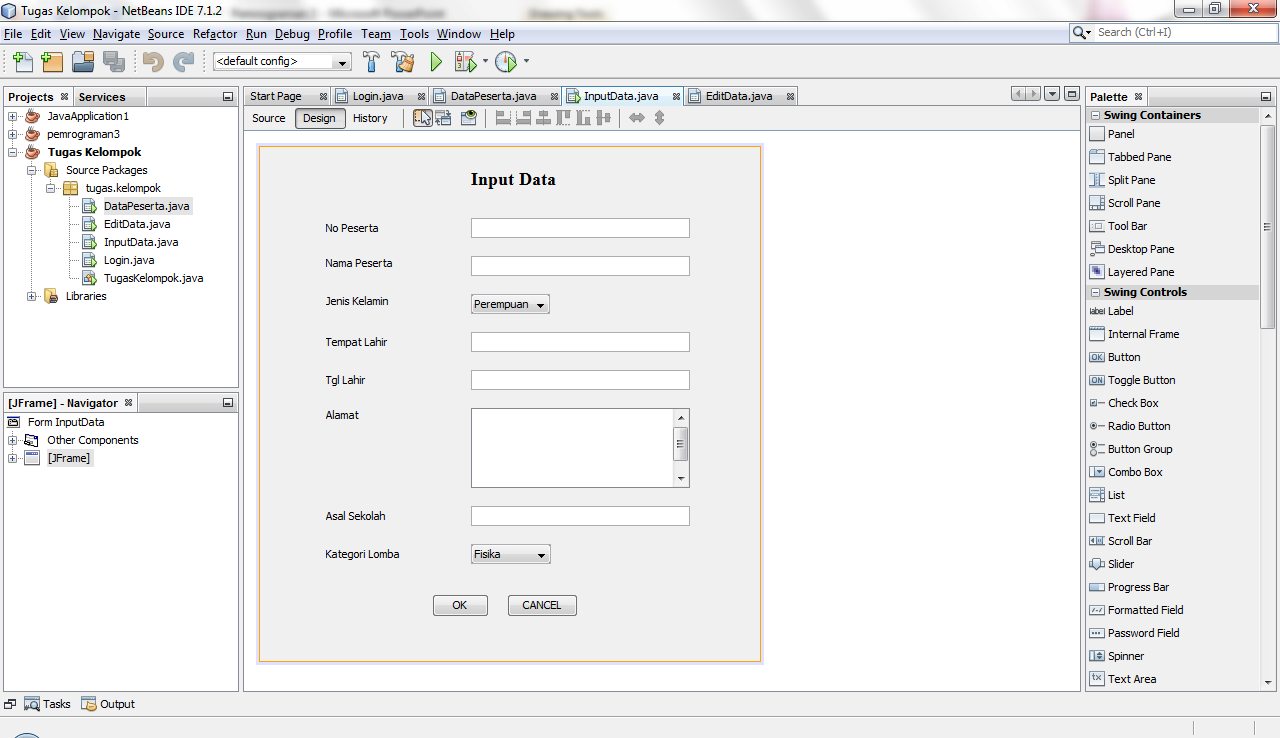 Tugas Kelompok - NetBeans IDE 7.1.2
File Edit View Navigate Source Refactor Run Debug Profile Team Tools Window Help
Search (Ctrl+I)
<default config>
Projects Services
JavaApplication1
pemrograman3
Tugas Kelompok
Source Packages
tugas.kelompok
DataPeserta.java
EditData.java
InputData.java
Login.java
TugasKelompok.java
Libraries
[JFrame] - Navigator
Form InputData
Other Components
[JFrame]
Start Page Login.java DataPeserta.java InputData.java EditData.java
Source Design History
Input Data
No Peserta
Nama Peserta
Jenis Kelamin Perempuan
Tempat Lahir
Tgl Lahir
Alamat
Asal Sekolah
Kategori Lomba Fisika
OK CANCEL
Palette
Swing Containers
Panel
Tabbed Pane
Split Pane
Scroll Pane
Tool Bar
Desktop Pane
Layered Pane
Swing Controls
label Label
Internal Frame
OK Button
ON Toggle Button
Check Box
Radio Button
Button Group
Combo Box
List
Text Field
Scroll Bar
Slider
Progress Bar
Formatted Field
Password Field
Spinner
Text Area
Tasks Output